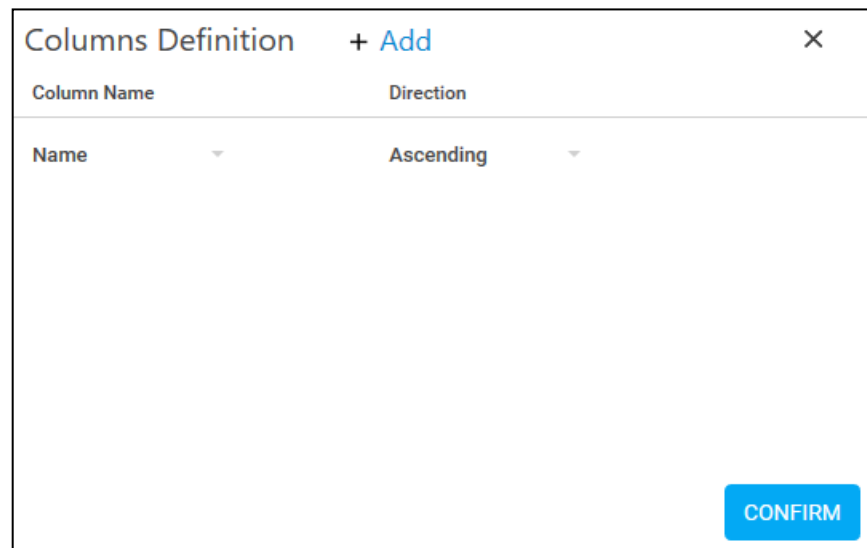 Columns Definition + Add ×
Column Name Direction
Name Ascending
CONFIRM